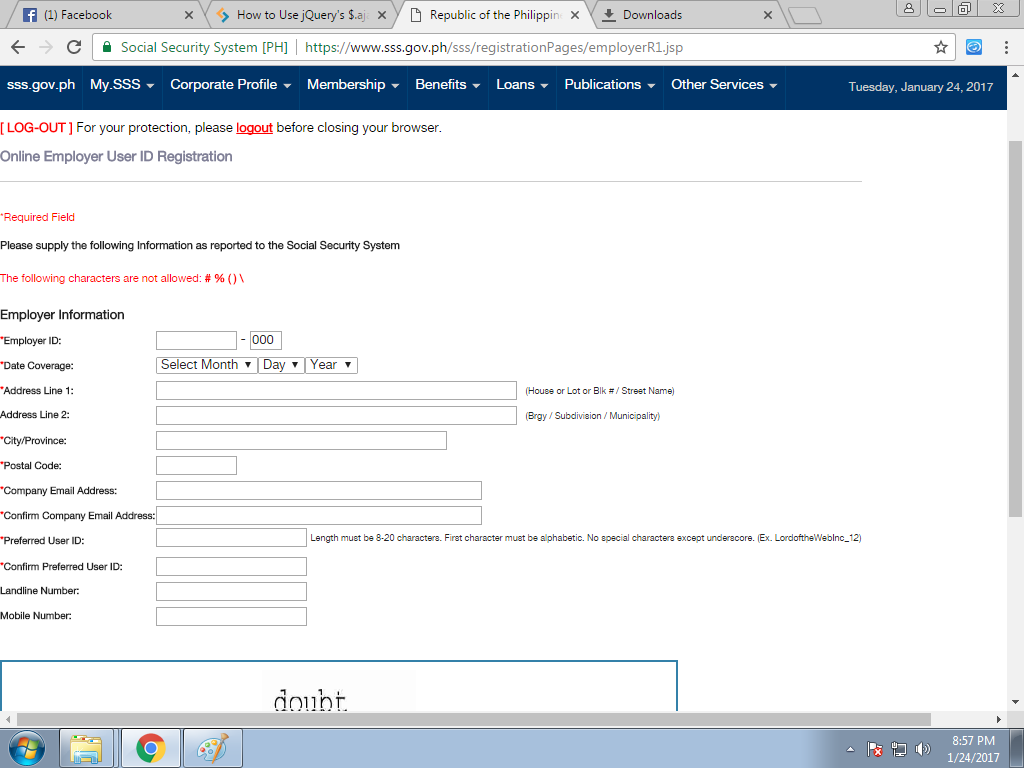 (1) Facebook
How to Use jQuery's $.aj
Republic of the Philippin
Downloads
Social Security System [PH] | https://www.sss.gov.ph/sss/registrationPages/employerR1.jsp
sss.gov.ph My.SSS Corporate Profile Membership Benefits Loans Publications Other Services Tuesday, January 24, 2017
[ LOG-OUT ] For your protection, please logout before closing your browser.
Online Employer User ID Registration
*Required Field
Please supply the following Information as reported to the Social Security System
The following characters are not allowed: # % ( ) \
Employer Information
*Employer ID: - 000
*Date Coverage: Select Month Day Year
*Address Line 1: (House or Lot or Blk # / Street Name)
Address Line 2: (Brgy / Subdivision / Municipality)
*City/Province:
*Postal Code:
*Company Email Address:
*Confirm Company Email Address:
*Preferred User ID: Length must be 8-20 characters. First character must be alphabetic. No special characters except underscore. (Ex. LordoftheWebInc_12)
*Confirm Preferred User ID:
Landline Number:
Mobile Number:
doubt
8:57 PM
1/24/2017